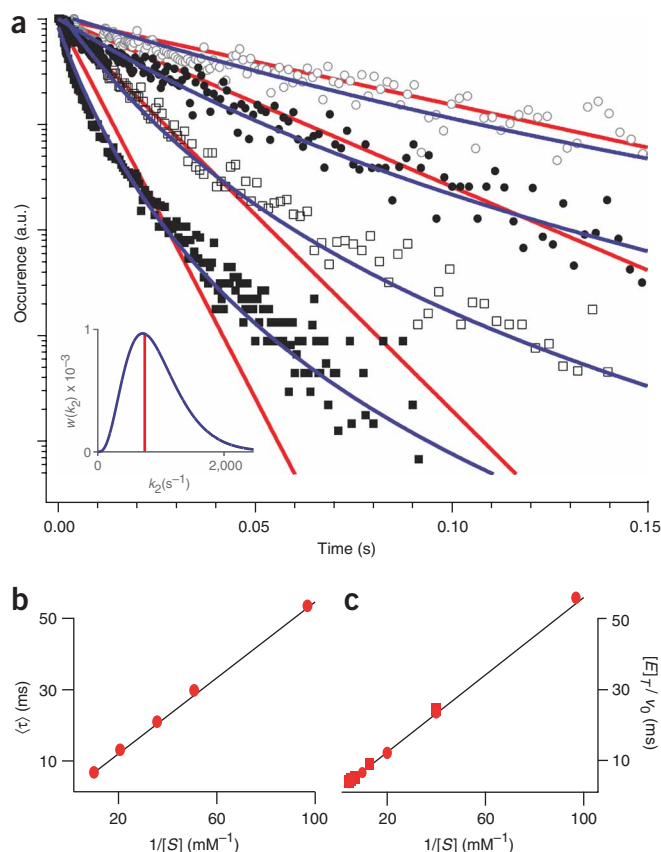 a
Occurence (a.u.)
1
w(k₂) x 10⁻³
0
0
2,000
k₂(s⁻¹)
0.00
0.05
0.10
0.15
Time (s)
b
50
30
10
⟨τ⟩ (ms)
20
60
100
1/[S] (mM⁻¹)
c
50
30
10
[E]T / ν₀ (ms)
20
60
100
1/[S] (mM⁻¹)